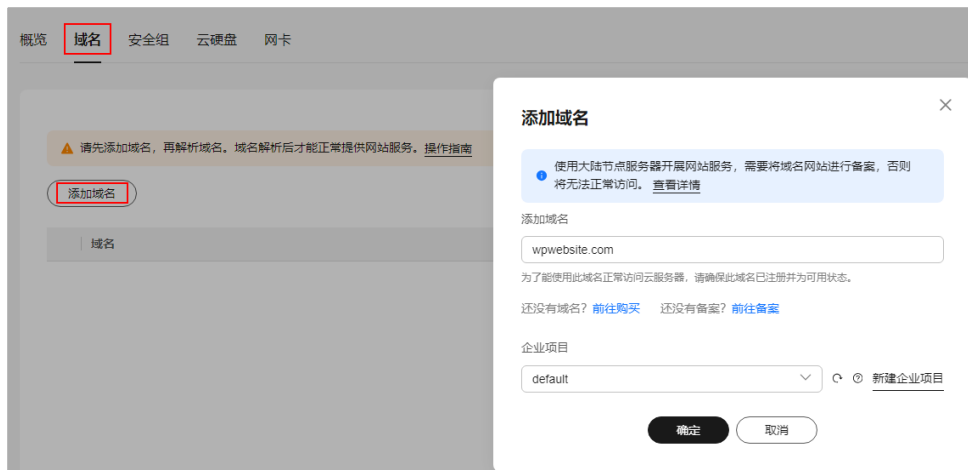 概览 域名 安全组 云硬盘 网卡
请先添加域名，再解析域名。域名解析后才能正常提供网站服务。操作指南
添加域名
域名
添加域名
使用大陆节点服务器开展网站服务，需要将域名网站进行备案，否则
将无法正常访问。 查看详情
添加域名
wpwebsite.com
为了能使用此域名正常访问云服务器，请确保此域名已注册并为可用状态。
还没有域名？前往购买 还没有备案？前往备案
企业项目
default 新建企业项目
确定 取消